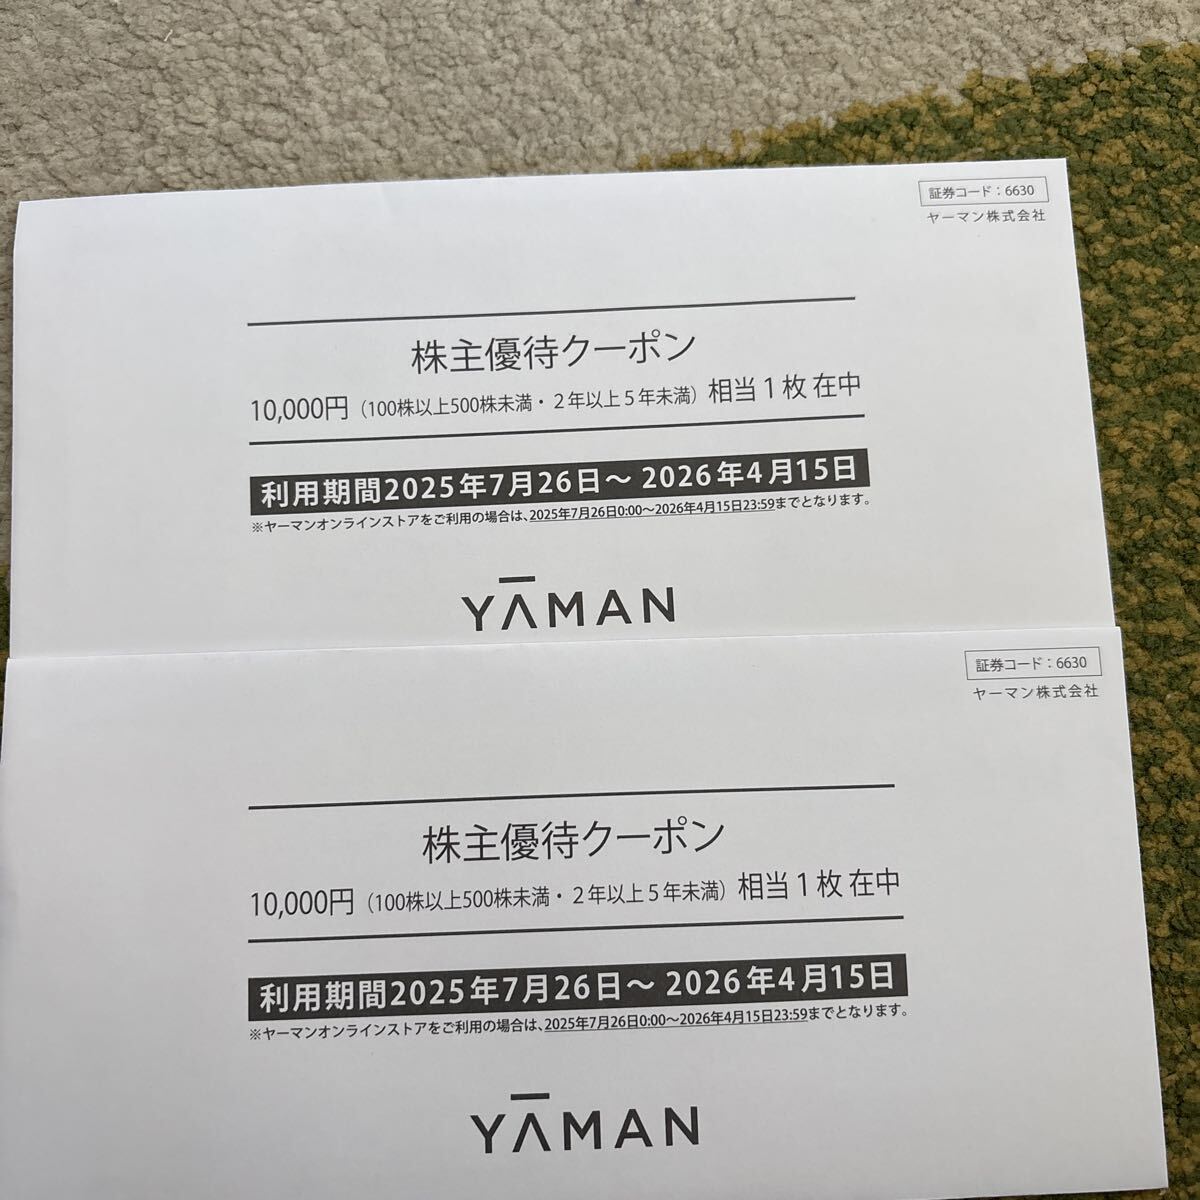 証券コード：6630
ヤーマン株式会社
株主優待クーポン
10,000円（100株以上500株未満・２年以上５年未満）相当１枚 在中
利用期間2025年7月26日～ 2026年4月15日
※ヤーマンオンラインストアをご利用の場合は、2025年7月26日0:00～2026年4月15日23:59までとなります。
YAMAN
証券コード：6630
ヤーマン株式会社
株主優待クーポン
10,000円（100株以上500株未満・２年以上５年未満）相当１枚 在中
利用期間2025年7月26日～ 2026年4月15日
※ヤーマンオンラインストアをご利用の場合は、2025年7月26日0:00～2026年4月15日23:59までとなります。
YAMAN